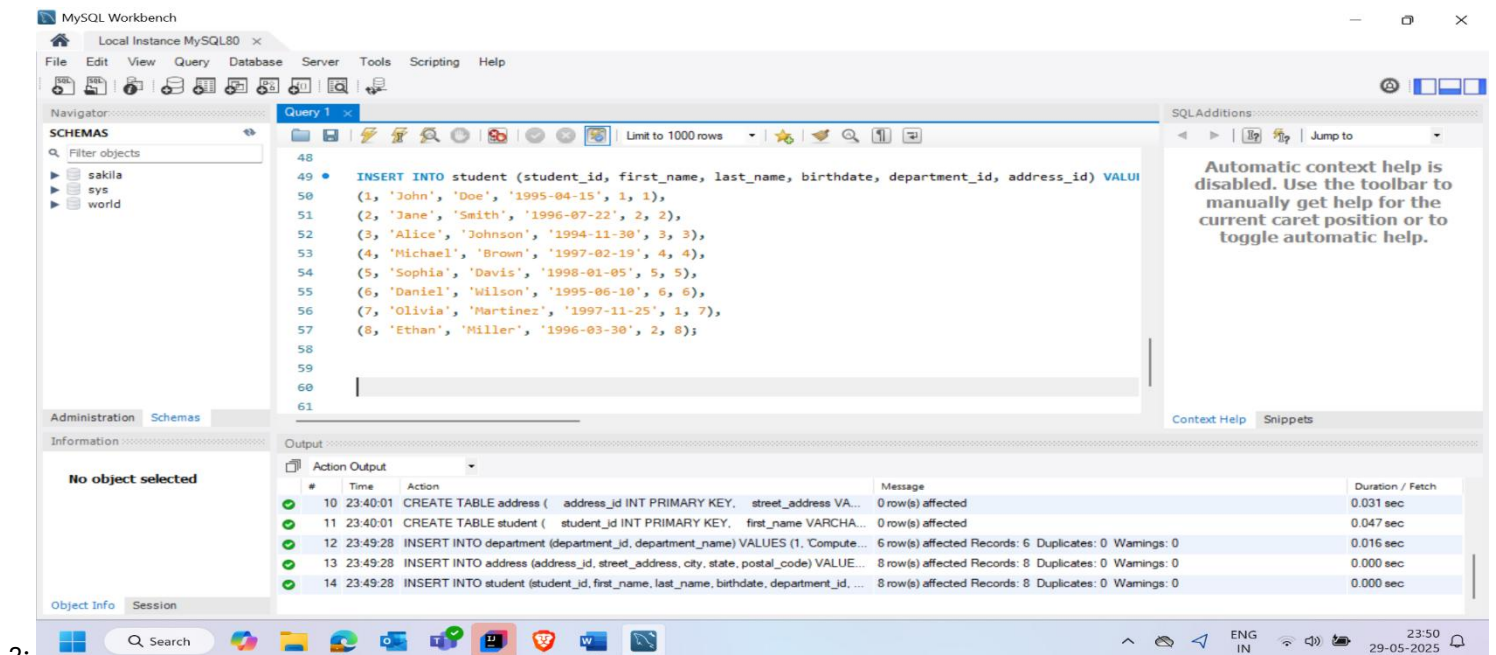 MySQL Workbench
Local Instance MySQL80
File Edit View Query Database Server Tools Scripting Help
Navigator
SCHEMAS
Filter objects
sakila
sys
world
Administration Schemas
Information
No object selected
Object Info Session
Query 1
Limit to 1000 rows
48
49 INSERT INTO student (student_id, first_name, last_name, birthdate, department_id, address_id) VALUE
50 (1, 'John', 'Doe', '1995-04-15', 1, 1),
51 (2, 'Jane', 'Smith', '1996-07-22', 2, 2),
52 (3, 'Alice', 'Johnson', '1994-11-30', 3, 3),
53 (4, 'Michael', 'Brown', '1997-02-19', 4, 4),
54 (5, 'Sophia', 'Davis', '1998-01-05', 5, 5),
55 (6, 'Daniel', 'Wilson', '1995-06-10', 6, 6),
56 (7, 'Olivia', 'Martinez', '1997-11-25', 1, 7),
57 (8, 'Ethan', 'Miller', '1996-03-30', 2, 8);
58
59
60
61
SQLAdditions
Jump to
Automatic context help is
disabled. Use the toolbar to
manually get help for the
current caret position or to
toggle automatic help.
Context Help Snippets
Output
Action Output
# Time Action Message Duration / Fetch
10 23:40:01 CREATE TABLE address ( address_id INT PRIMARY KEY, street_address VA... 0 row(s) affected 0.031 sec
11 23:40:01 CREATE TABLE student ( student_id INT PRIMARY KEY, first_name VARCHA... 0 row(s) affected 0.047 sec
12 23:49:28 INSERT INTO department (department_id, department_name) VALUES (1, 'Compute... 6 row(s) affected Records: 6 Duplicates: 0 Warnings: 0 0.016 sec
13 23:49:28 INSERT INTO address (address_id, street_address, city, state, postal_code) VALUE... 8 row(s) affected Records: 8 Duplicates: 0 Warnings: 0 0.000 sec
14 23:49:28 INSERT INTO student (student_id, first_name, last_name, birthdate, department_id, ... 8 row(s) affected Records: 8 Duplicates: 0 Warnings: 0 0.000 sec
Search
ENG
IN
23:50
29-05-2025